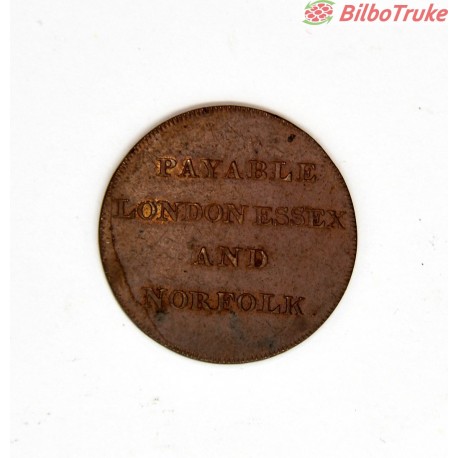 BilboTruke
PAYABLE
LONDON ESSEX
AND
NORFOLK